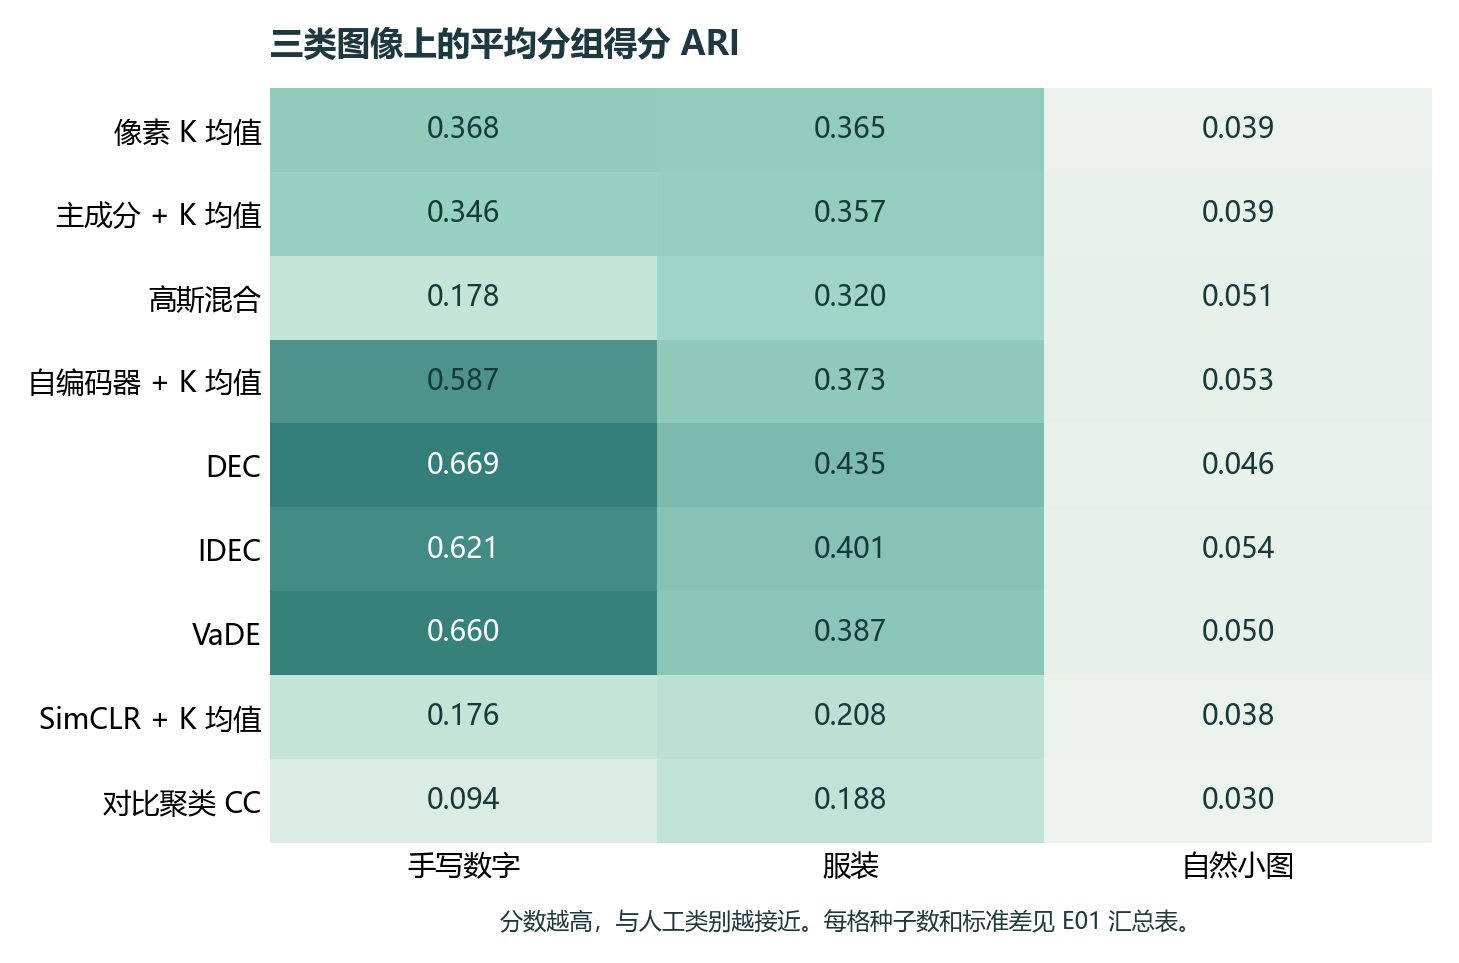 三类图像上的平均分组得分 ARI
像素 K 均值 0.368 0.365 0.039
主成分 + K 均值 0.346 0.357 0.039
高斯混合 0.178 0.320 0.051
自编码器 + K 均值 0.587 0.373 0.053
DEC 0.669 0.435 0.046
IDEC 0.621 0.401 0.054
VaDE 0.660 0.387 0.050
SimCLR + K 均值 0.176 0.208 0.038
对比聚类 CC 0.094 0.188 0.030
手写数字 服装 自然小图
分数越高，与人工类别越接近。每格种子数和标准差见 E01 汇总表。